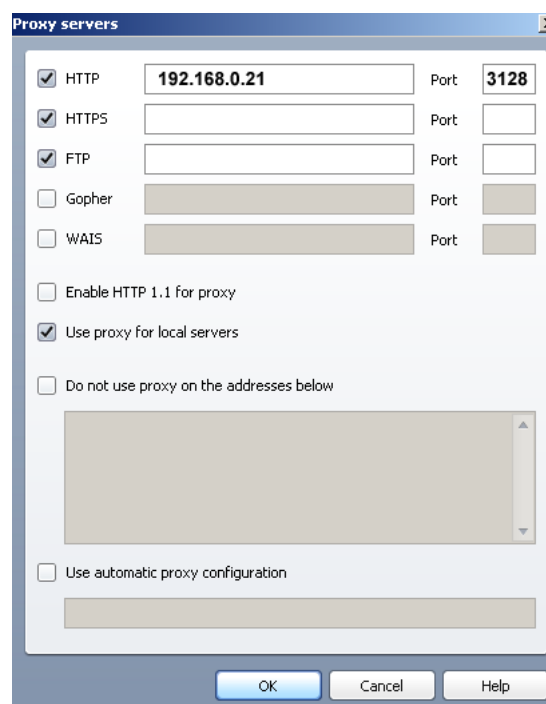 Proxy servers
HTTP 192.168.0.21 Port 3128
HTTPS Port
FTP Port
Gopher Port
WAIS Port
Enable HTTP 1.1 for proxy
Use proxy for local servers
Do not use proxy on the addresses below
Use automatic proxy configuration
OK Cancel Help